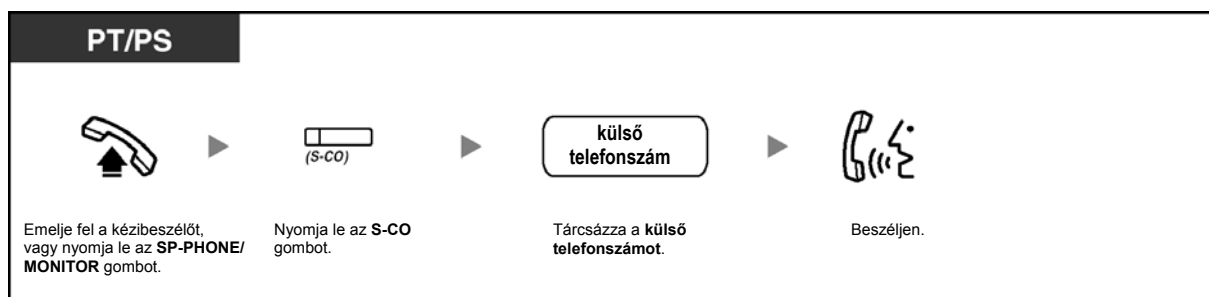 PT/PS
(S-CO)
külső
telefonszám
Emelje fel a kézibeszélőt,
vagy nyomja le az SP-PHONE/
MONITOR gombot.
Nyomja le az S-CO
gombot.
Tárcsázza a külső
telefonszámot.
Beszéljen.